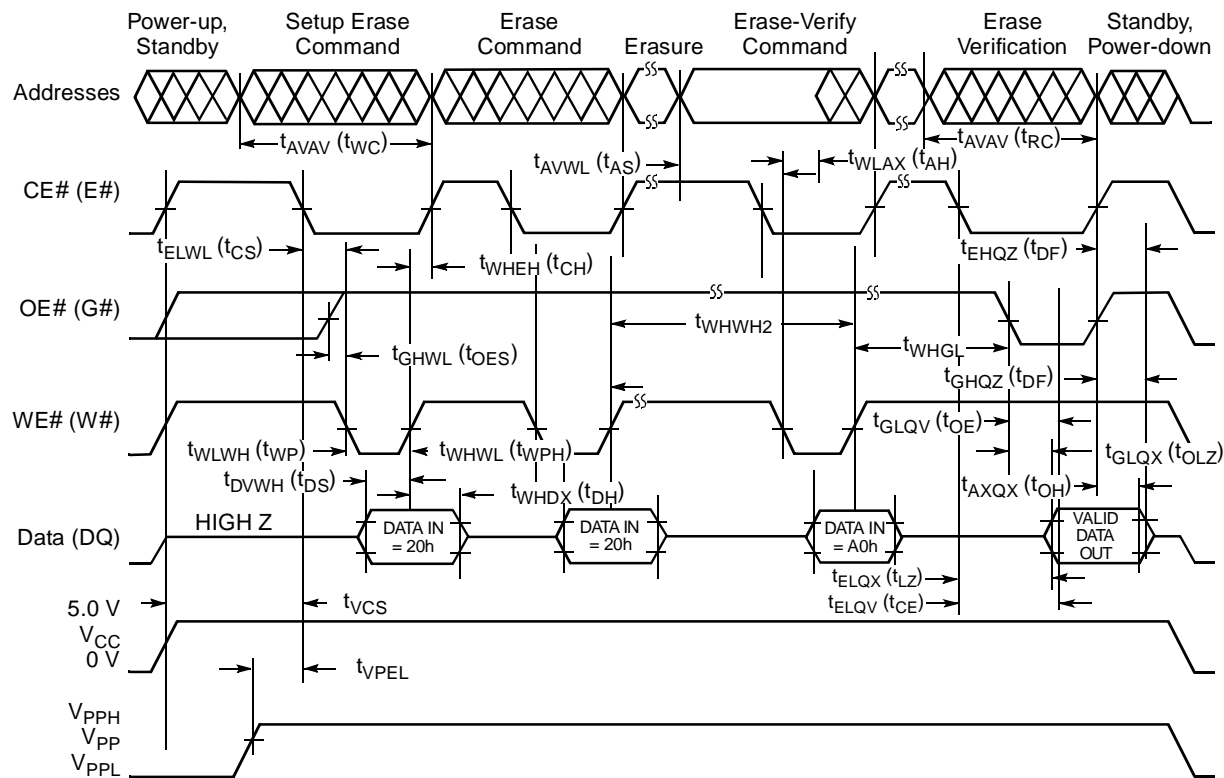 Power-up, Standby
Setup Erase Command
Erase Command
Erasure
Erase-Verify Command
Erase Verification
Standby, Power-down
Addresses
tAVAV (tWC)
tAVWL (tAS)
tWLAX (tAH)
tAVAV (tRC)
CE# (E#)
tELWL (tCS)
tWHEH (tCH)
tEHQZ (tDF)
OE# (G#)
tGHWL (tOES)
tWHWH2
tWHGL
tGHQZ (tDF)
WE# (W#)
tWLWH (tWP)
tWHWL (tWPH)
tGLQV (tOE)
tGLQX (tOLZ)
tDVWH (tDS)
tWHDX (tDH)
tAXQX (tOH)
Data (DQ)
HIGH Z
DATA IN
= 20h
DATA IN
= 20h
DATA IN
= A0h
VALID
DATA
OUT
tELQX (tLZ)
tELQV (tCE)
5.0 V
VCC
0 V
tVCS
tVPEL
VPPH
VPP
VPPL